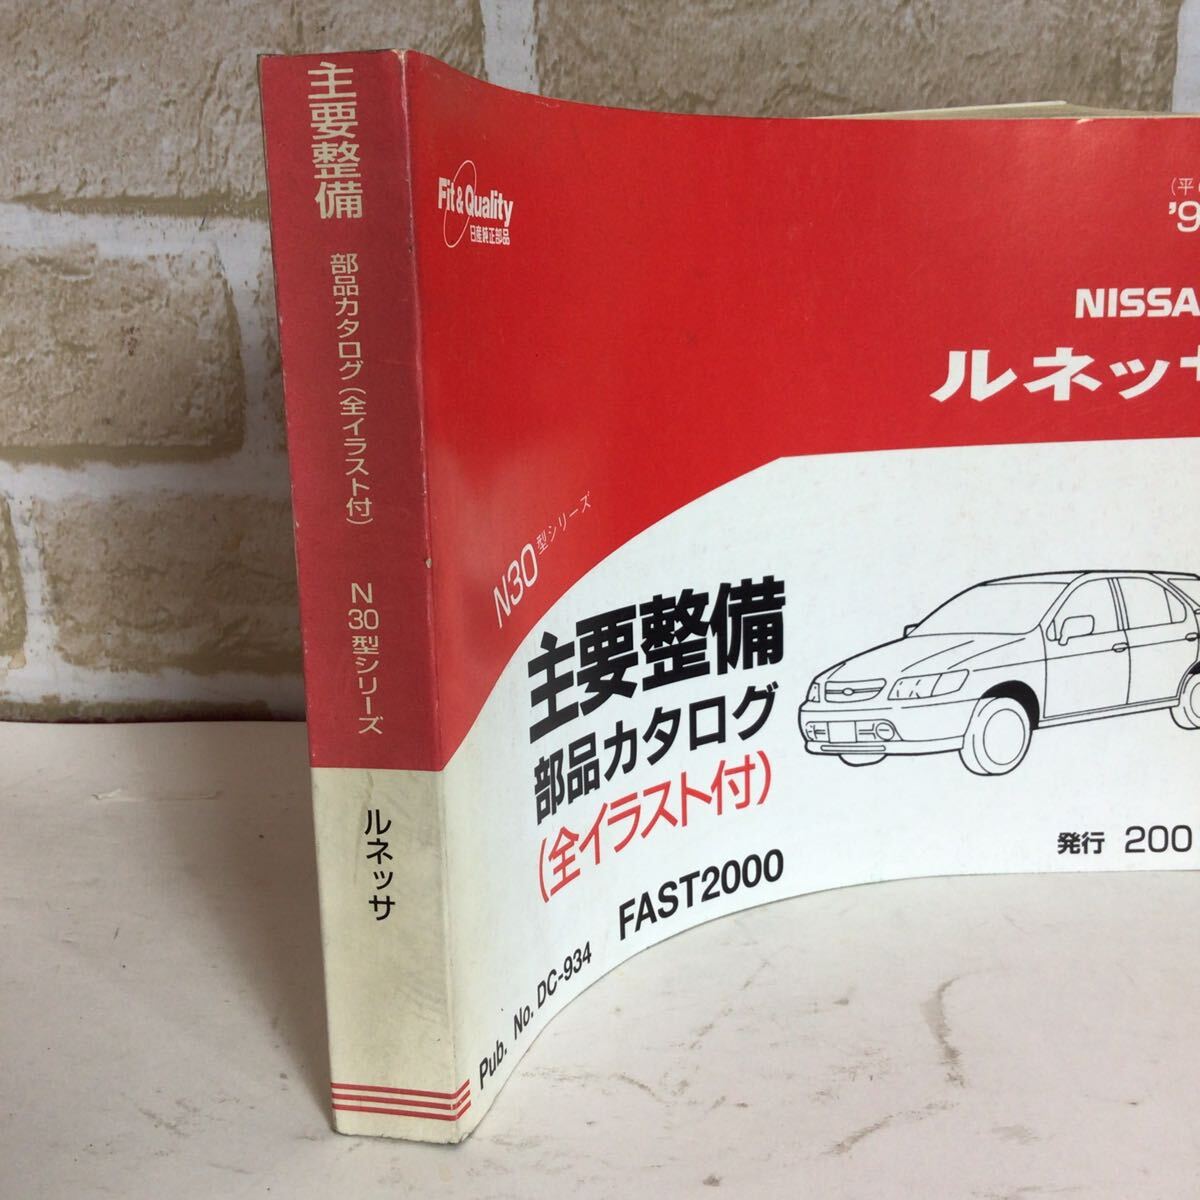 主要整備
部品カタログ(全イラスト付)
N30型シリーズ
ルネッサ
Fit & Quality
日産純正部品
(平
'9
NISSA
ルネッサ
N30型シリーズ
主要整備
部品カタログ
(全イラスト付)
FAST2000
Pub. No. DC-934
発行 200